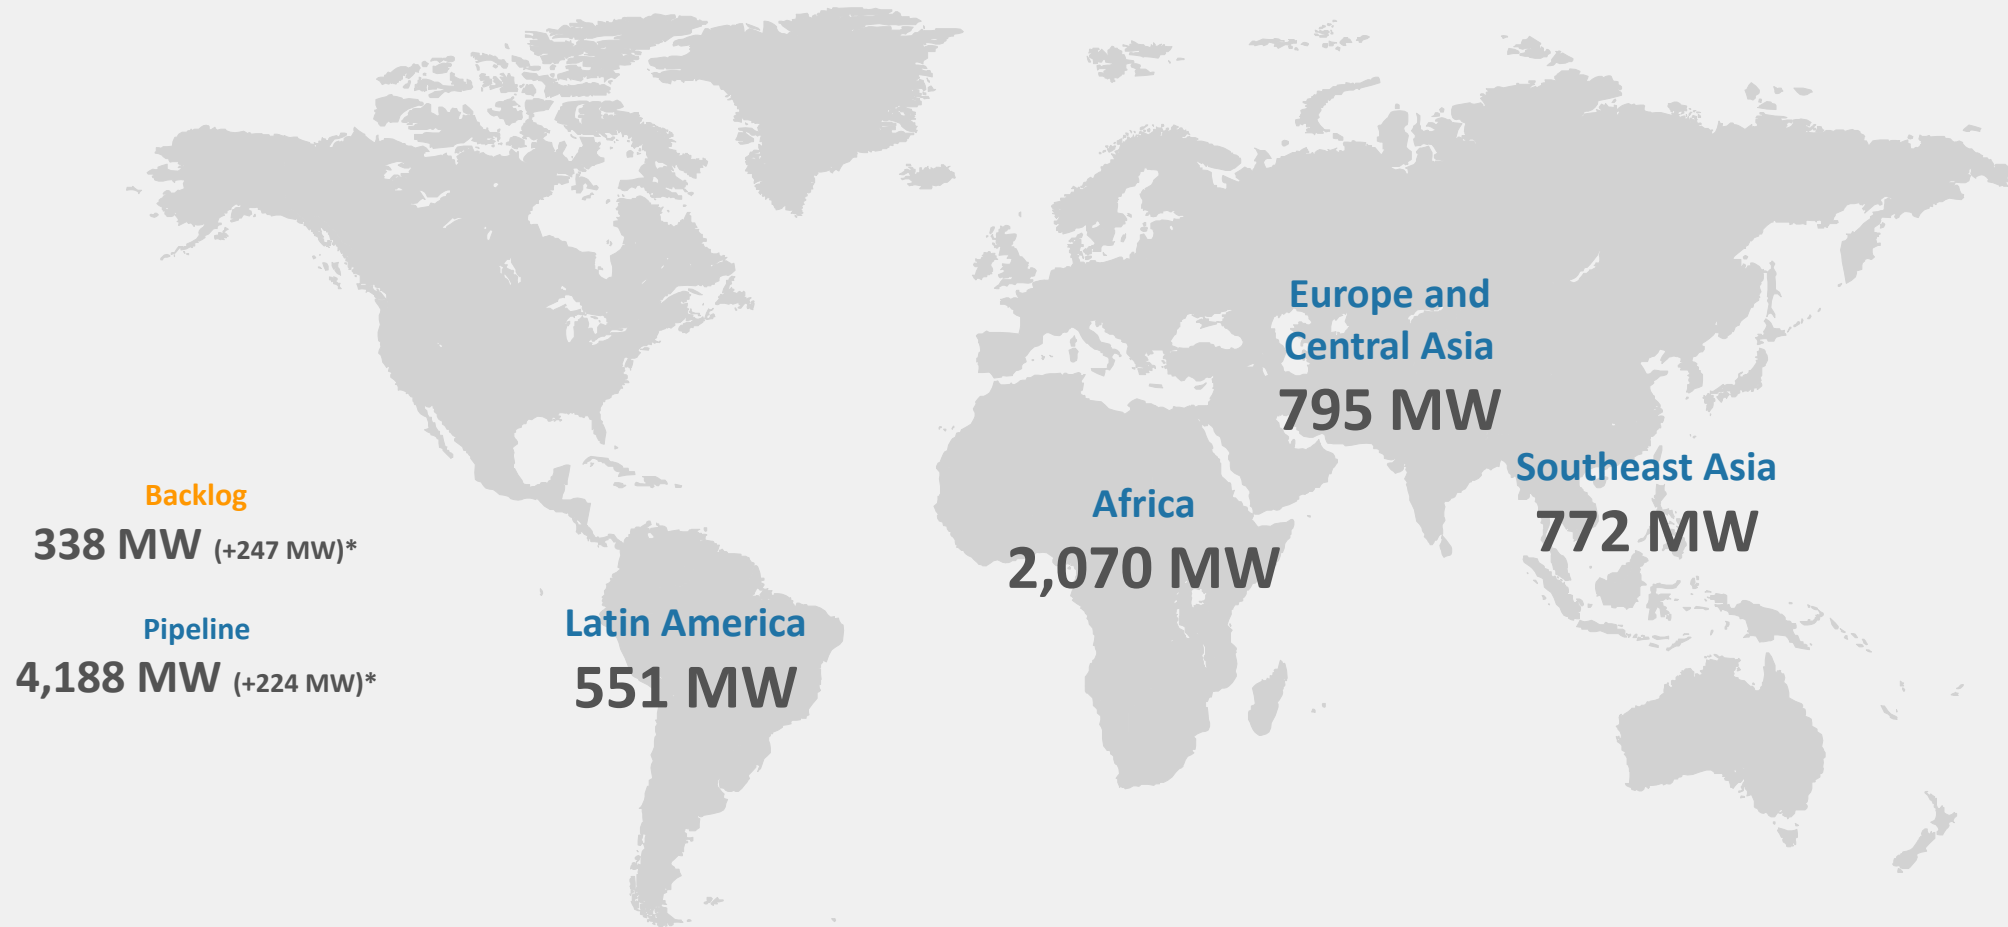 Backlog
338 MW (+247 MW)*
Pipeline
4,188 MW (+224 MW)*
Latin America
551 MW
Africa
2,070 MW
Europe and
Central Asia
795 MW
Southeast Asia
772 MW